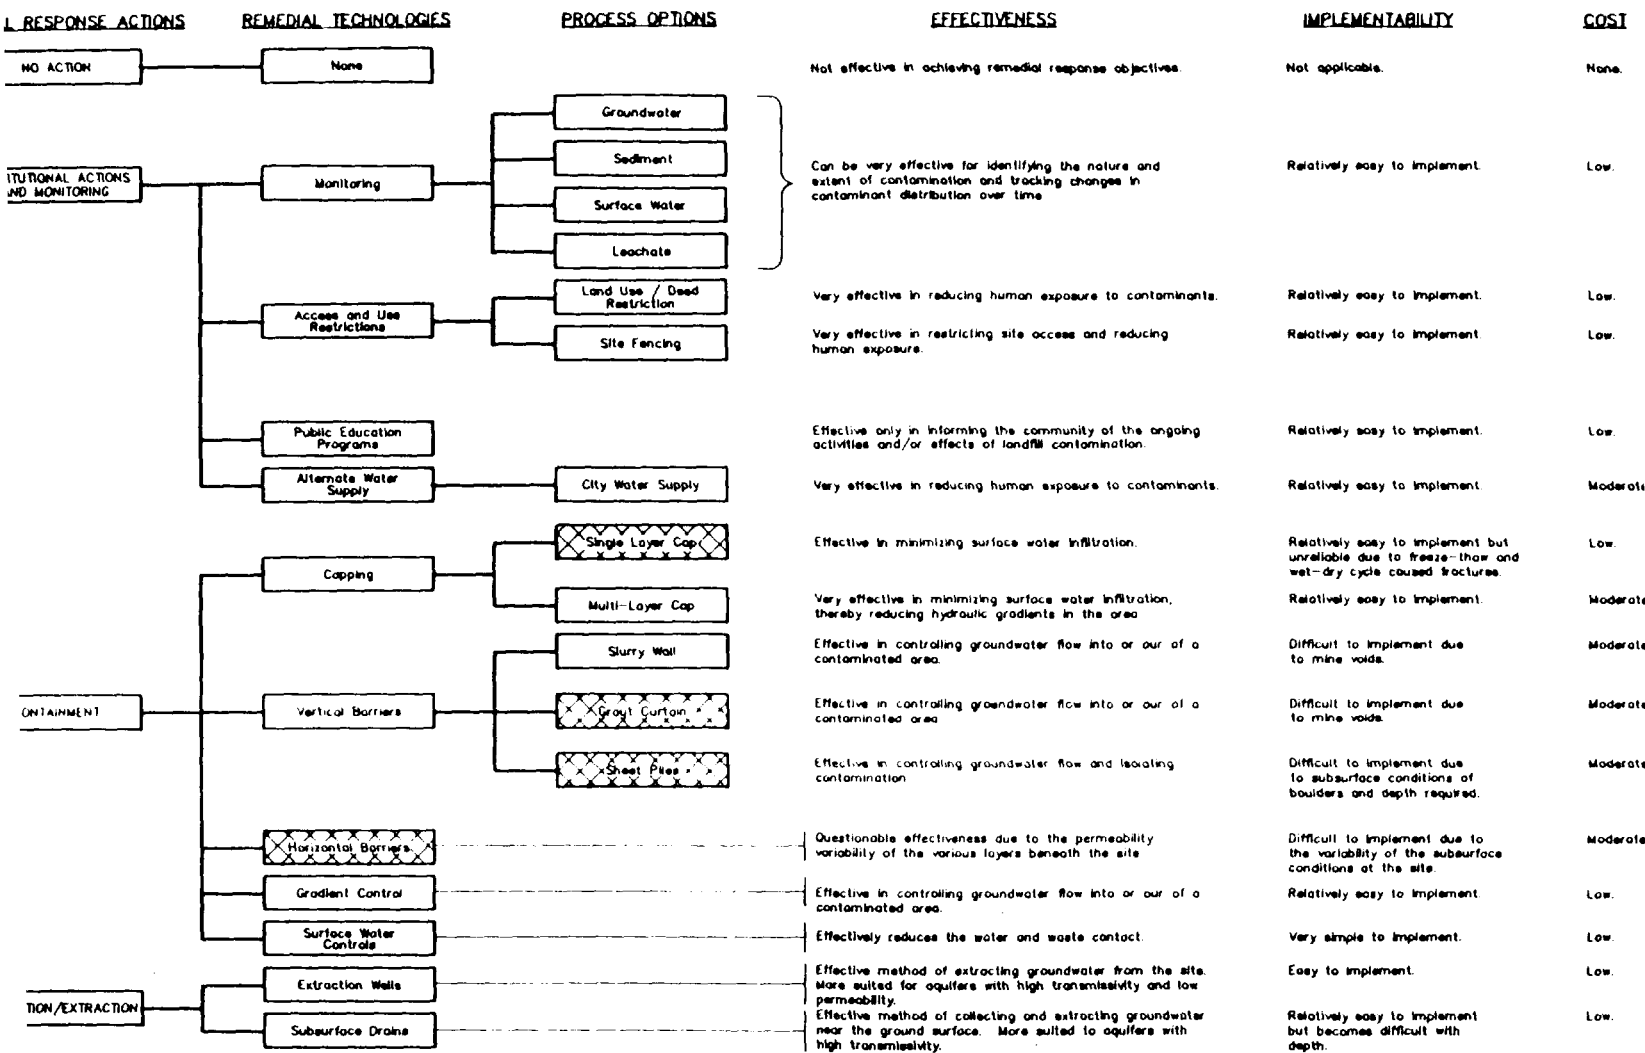 L RESPONSE ACTIONS REMEDIAL TECHNOLOGIES PROCESS OPTIONS EFFECTIVENESS IMPLEMENTABILITY COST
NO ACTION None Not effective in achieving remedial response objectives. Not applicable. None.
Groundwater
Sediment
ITUTIONAL ACTIONS
AND MONITORING
Monitoring
Can be very effective for identifying the nature and
extent of contamination and tracking changes in
contaminant distribution over time
Relatively easy to implement.
Low.
Surface Water
Leachate
Access and Use
Restrictions
Land Use / Deed
Restriction
Very effective in reducing human exposure to contaminants.
Relatively easy to implement.
Low.
Site Fencing
Very effective in restricting site access and reducing
human exposure.
Relatively easy to implement.
Low.
Public Education
Programs
Effective only in informing the community of the ongoing
activities and/or effects of landfill contamination.
Relatively easy to implement.
Low.
Alternate Water
Supply
City Water Supply
Very effective in reducing human exposure to contaminants.
Relatively easy to implement.
Moderate
Capping
Single Layer Cap
Effective in minimizing surface water infiltration.
Relatively easy to implement but
unreliable due to freeze-thaw and
wet-dry cycle caused fractures.
Low.
Multi-Layer Cap
Very effective in minimizing surface water infiltration,
thereby reducing hydraulic gradients in the area
Relatively easy to implement.
Moderate
Slurry Wall
Effective in controlling groundwater flow into or our of a
contaminated area.
Difficult to implement due
to mine voids.
Moderate
ONTAINMENT
Vertical Barriers
Grout Curtain
Effective in controlling groundwater flow into or our of a
contaminated area
Difficult to implement due
to mine voids.
Moderate
Sheet Piles
Effective in controlling groundwater flow and isolating
contamination
Difficult to implement due
to subsurface conditions of
boulders and depth required.
Moderate
Horizontal Barriers
Questionable effectiveness due to the permeability
variability of the various layers beneath the site
Difficult to implement due to
the variability of the subsurface
conditions at the site.
Moderate
Gradient Control
Effective in controlling groundwater flow into or our of a
contaminated area.
Relatively easy to implement.
Low.
Surface Water
Controls
Effectively reduces the water and waste contact.
Very simple to implement.
Low.
TION/EXTRACTION
Extraction Wells
Effective method of extracting groundwater from the site.
More suited for aquifers with high transmissivity and low
permeability.
Easy to implement.
Low.
Subsurface Drains
Effective method of collecting and extracting groundwater
near the ground surface. More suited to aquifers with
high transmissivity.
Relatively easy to implement
but becomes difficult with
depth.
Low.